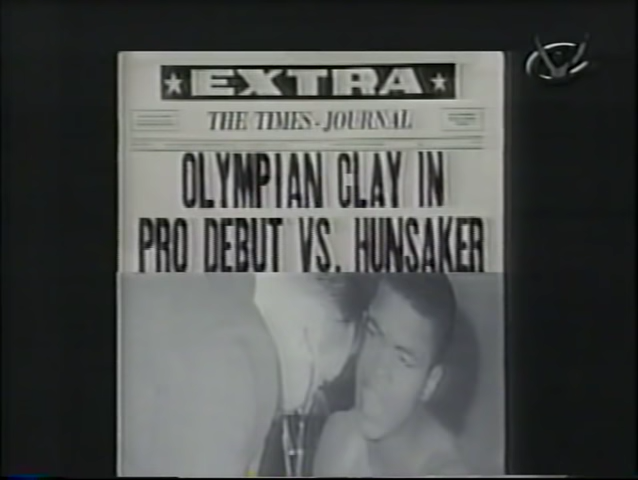 EXTRA
THE TIMES-JOURNAL
OLYMPIAN CLAY IN
PRO DEBUT VS. HUNSAKER